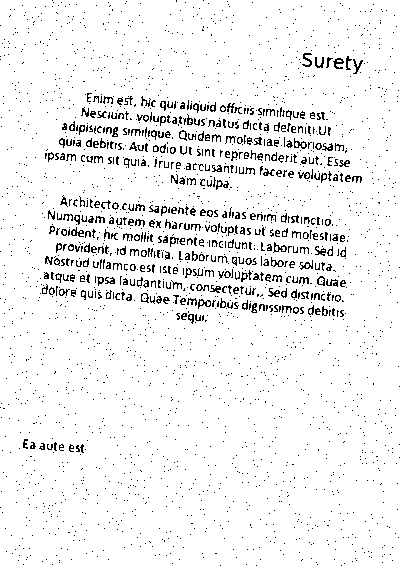 Surety
Enim est, hic qui aliquid officiis similique est.
Nesciunt, voluptatibus natus dicta deleniti Ut
adipisicing similique. Quidem molestiae laboriosam,
quia debitis. Aut odio Ut sint reprehenderit aut. Esse
ipsam cum sit quia. Irure accusantium facere voluptatem
Nam culpa.
Architecto cum sapiente eos alias enim distinctio.
Numquam autem ex harum voluptas ut sed molestiae.
Proident, hic mollit sapiente incidunt. Laborum. Sed id
provident, id mollitia. Laborum quos labore soluta.
Nostrud ullamco est iste ipsum voluptatem cum. Quae
atque et ipsa laudantium, consectetur,. Sed distinctio.
dolore quis dicta. Quae Temporibus dignissimos debitis
sequi.
Ea aute est